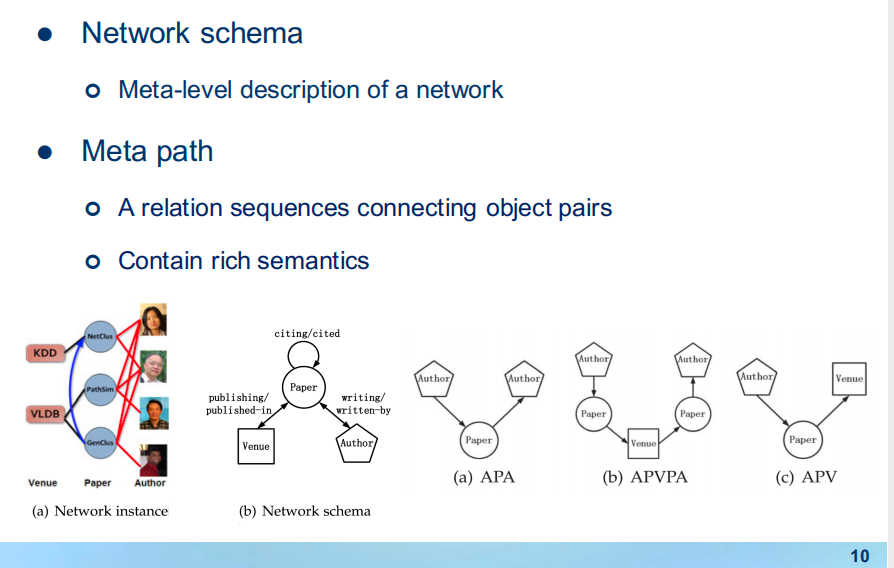 Network schema
Meta-level description of a network
Meta path
A relation sequences connecting object pairs
Contain rich semantics
KDD
VLDB
NetClus
PathSim
GenClus
Venue Paper Author
(a) Network instance
citing/cited
Paper
publishing/
published-in
writing/
written-by
Venue
Author
(b) Network schema
Author
Author
Paper
(a) APA
Author
Author
Paper
Paper
Venue
(b) APVPA
Author
Venue
Paper
(c) APV
10